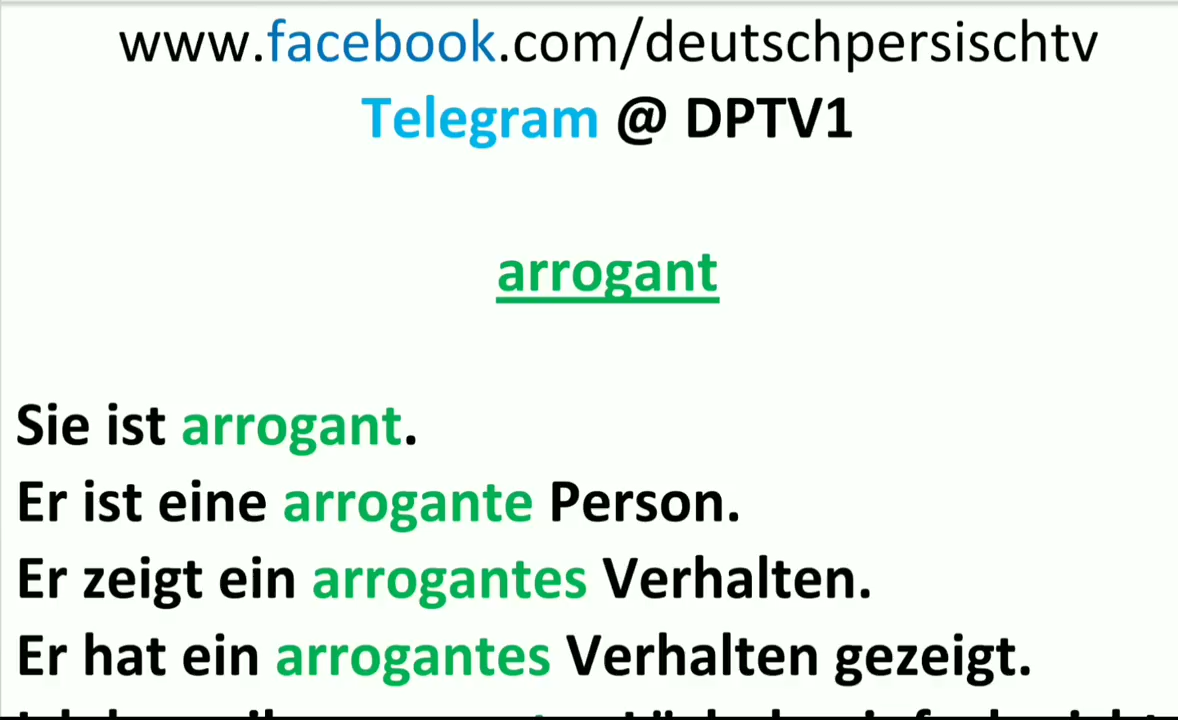 www.facebook.com/deutschpersischtv
Telegram @ DPTV1
arrogant
Sie ist arrogant.
Er ist eine arrogante Person.
Er zeigt ein arrogantes Verhalten.
Er hat ein arrogantes Verhalten gezeigt.